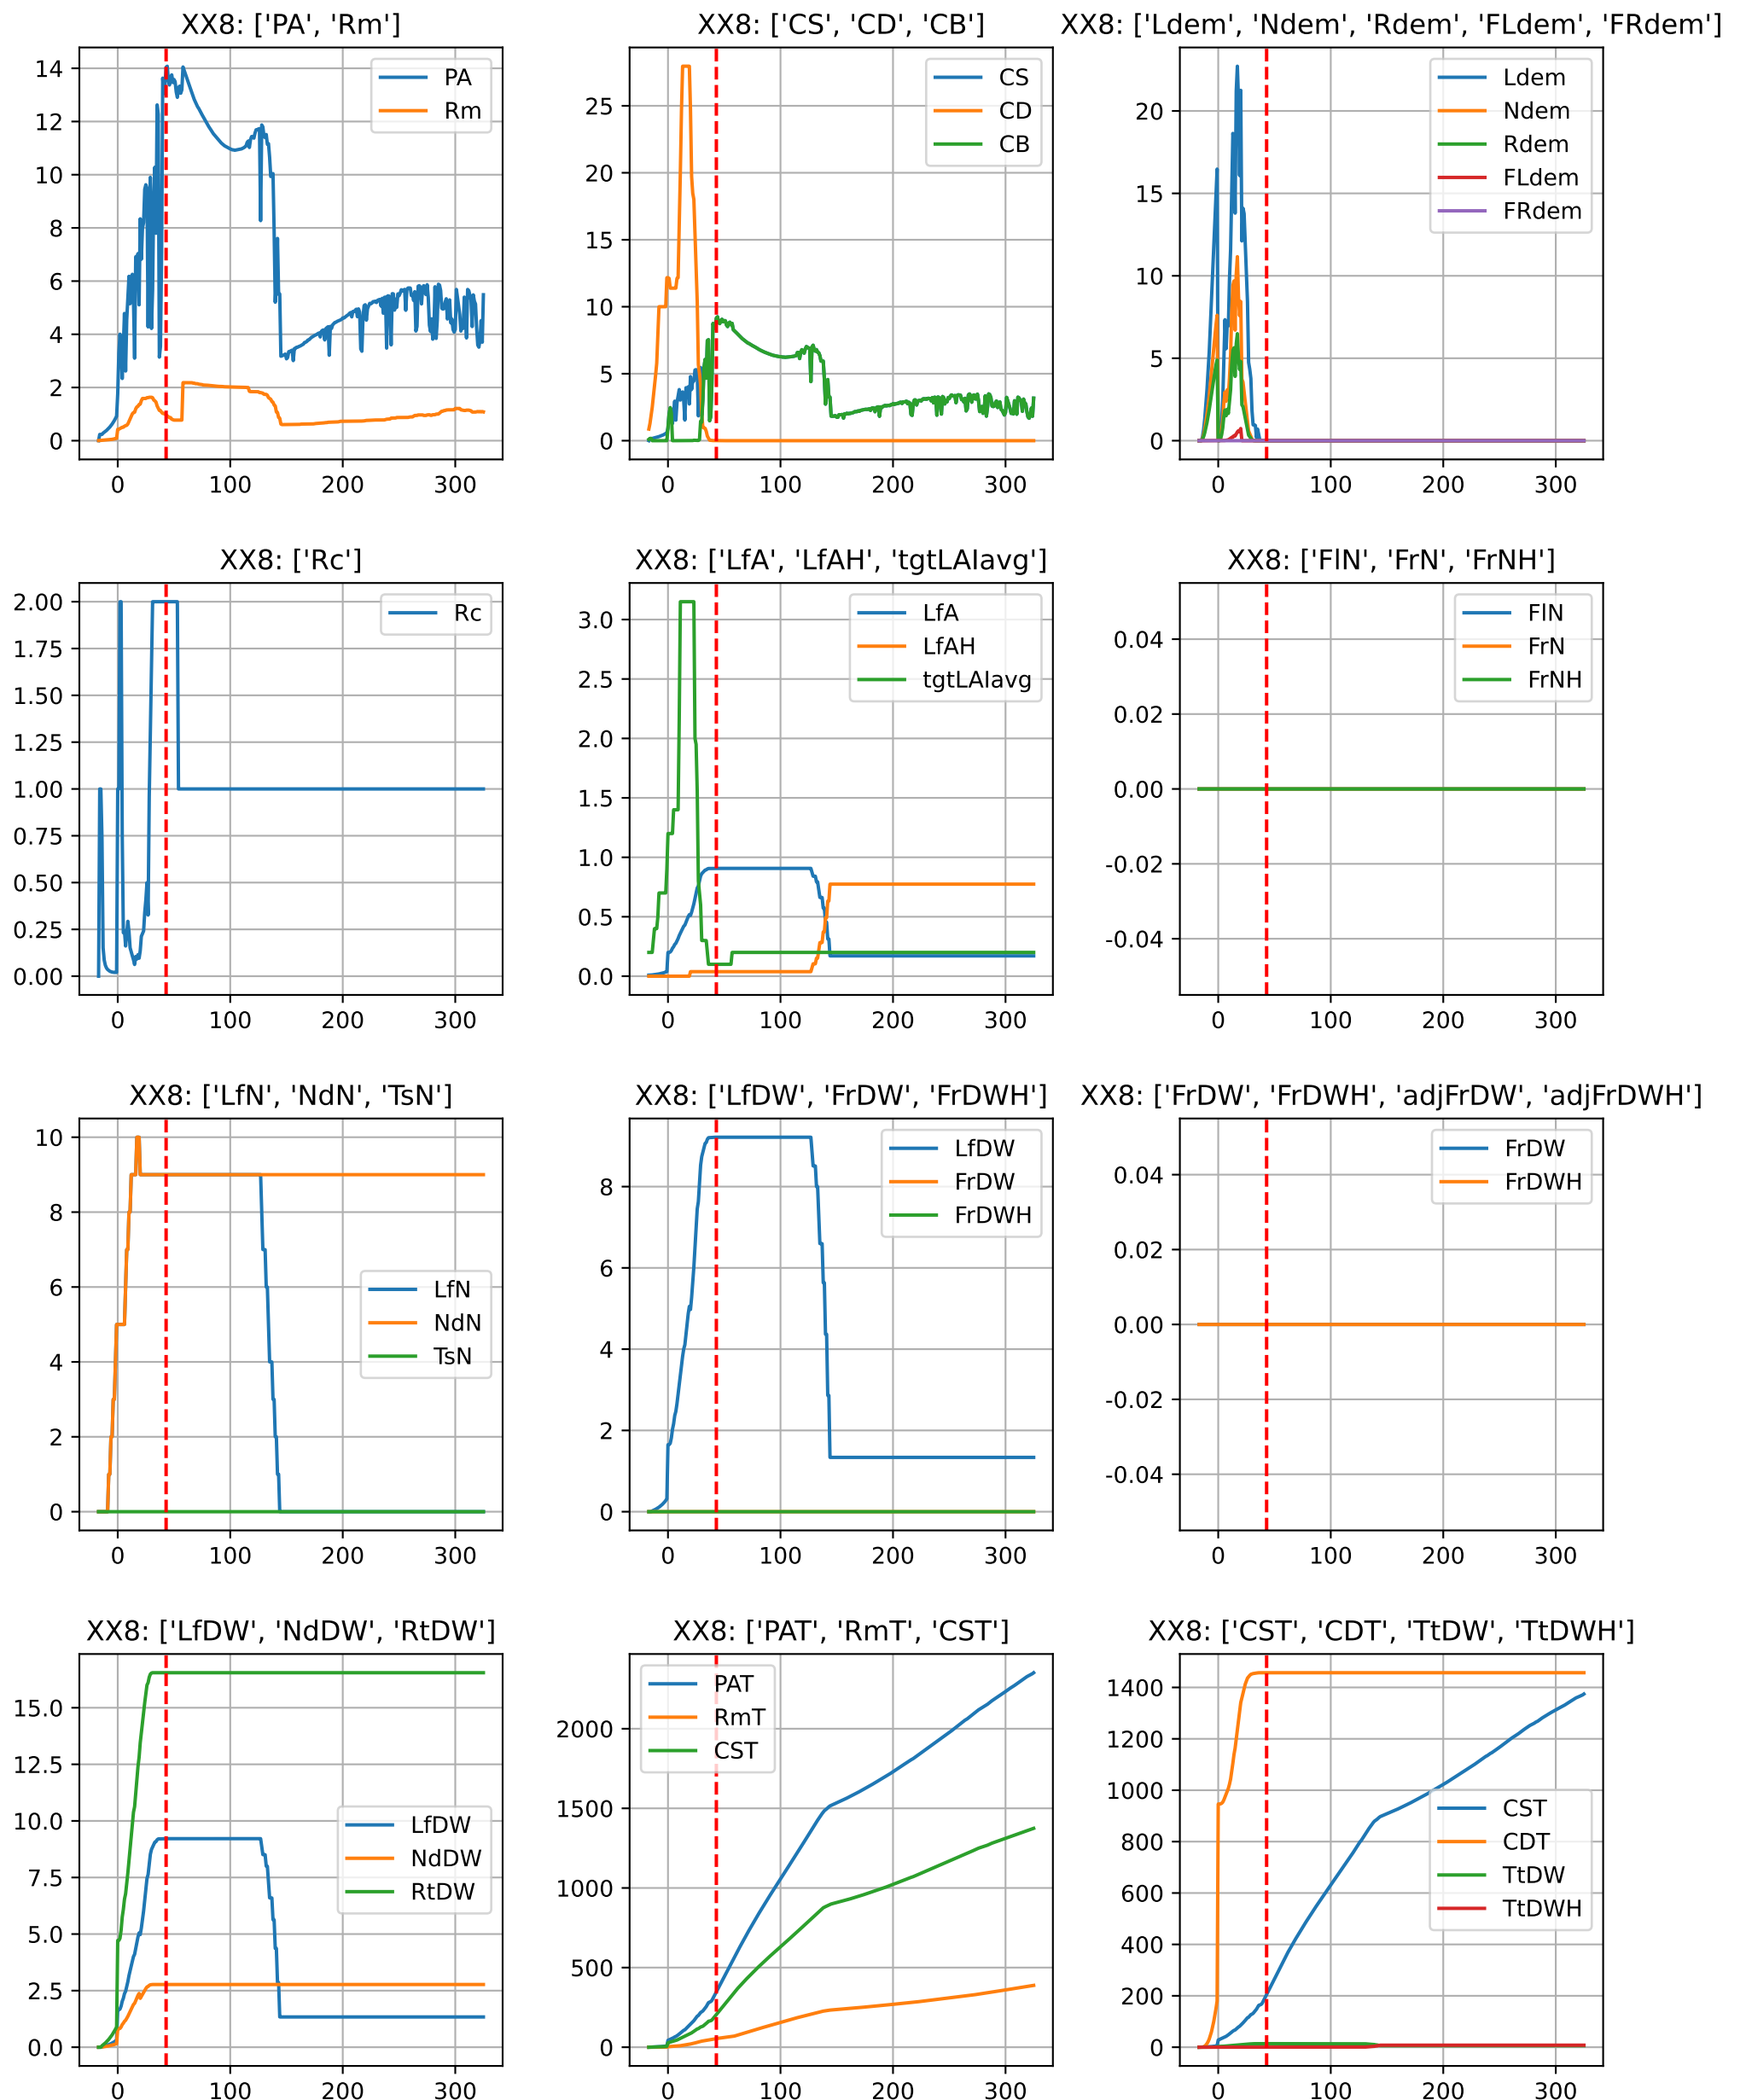 XX8: ['PA', 'Rm']
PA
Rm
14
12
10
8
6
4
2
0
0 100 200 300
XX8: ['CS', 'CD', 'CB']
CS
CD
CB
25
20
15
10
5
0
0 100 200 300
XX8: ['Ldem', 'Ndem', 'Rdem', 'FLdem', 'FRdem']
Ldem
Ndem
Rdem
FLdem
FRdem
20
15
10
5
0
0 100 200 300
XX8: ['Rc']
Rc
2.00
1.75
1.50
1.25
1.00
0.75
0.50
0.25
0.00
0 100 200 300
XX8: ['LfA', 'LfAH', 'tgtLAIavg']
LfA
LfAH
tgtLAIavg
3.0
2.5
2.0
1.5
1.0
0.5
0.0
0 100 200 300
XX8: ['FlN', 'FrN', 'FrNH']
FlN
FrN
FrNH
0.04
0.02
0.00
-0.02
-0.04
0 100 200 300
XX8: ['LfN', 'NdN', 'TsN']
LfN
NdN
TsN
10
8
6
4
2
0
0 100 200 300
XX8: ['LfDW', 'FrDW', 'FrDWH']
LfDW
FrDW
FrDWH
8
6
4
2
0
0 100 200 300
XX8: ['FrDW', 'FrDWH', 'adjFrDW', 'adjFrDWH']
FrDW
FrDWH
0.04
0.02
0.00
-0.02
-0.04
0 100 200 300
XX8: ['LfDW', 'NdDW', 'RtDW']
LfDW
NdDW
RtDW
15.0
12.5
10.0
7.5
5.0
2.5
0.0
0 100 200 300
XX8: ['PAT', 'RmT', 'CST']
PAT
RmT
CST
2000
1500
1000
500
0
0 100 200 300
XX8: ['CST', 'CDT', 'TtDW', 'TtDWH']
CST
CDT
TtDW
TtDWH
1400
1200
1000
800
600
400
200
0
0 100 200 300